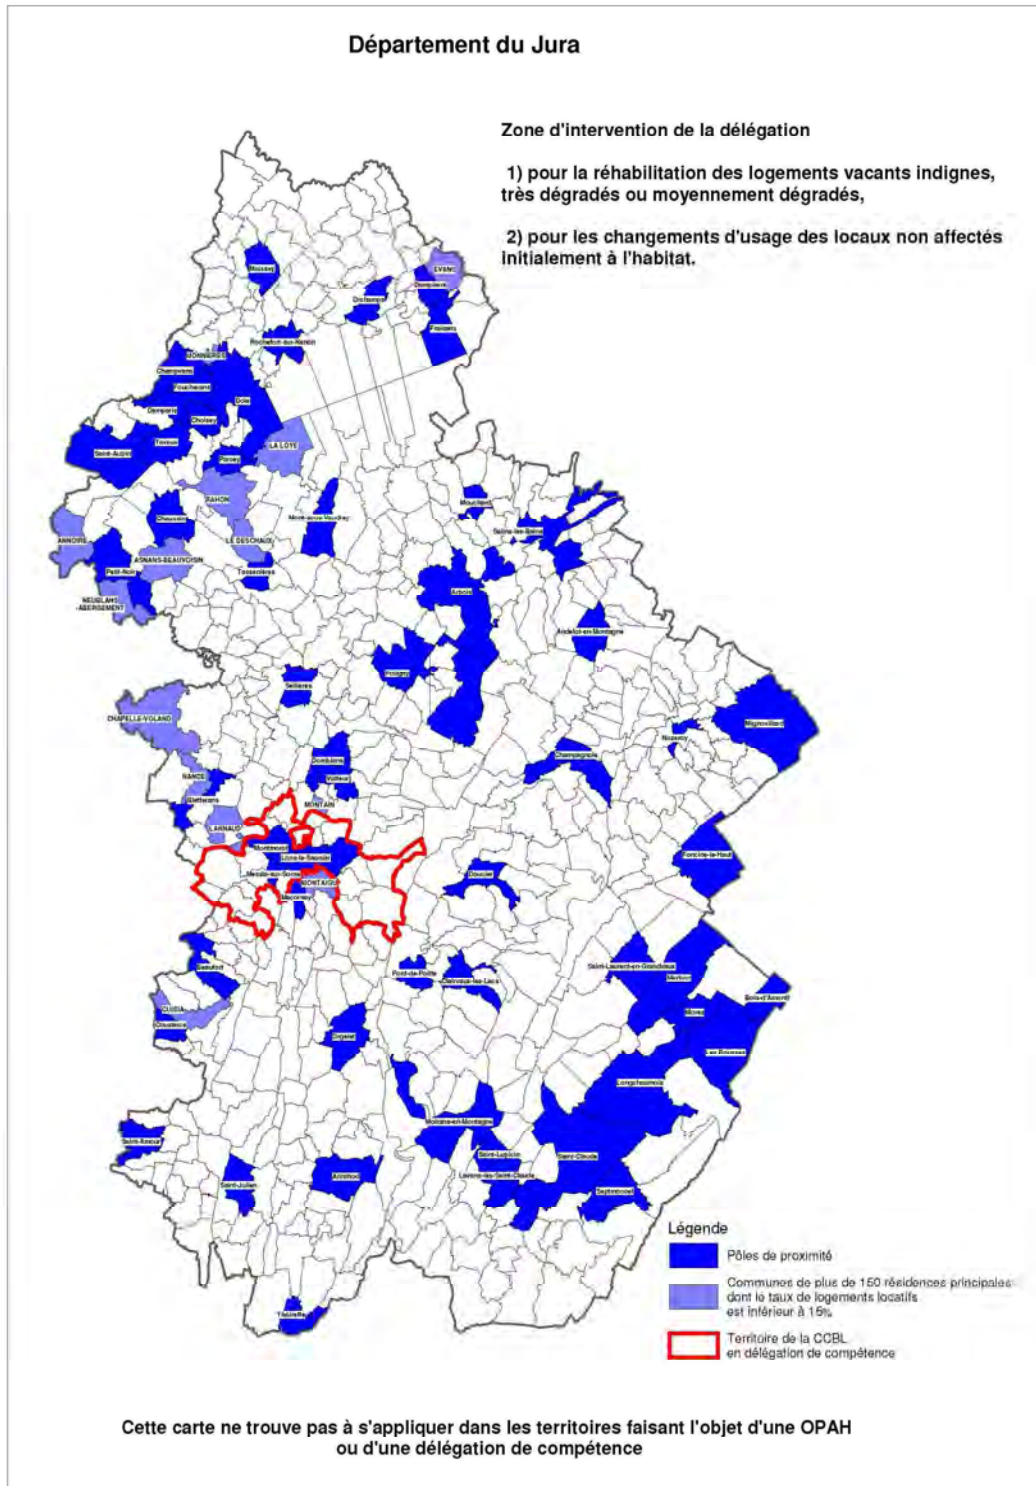 Département du Jura
Zone d'intervention de la délégation
1) pour la réhabilitation des logements vacants indignes,
très dégradés ou moyennement dégradés,
2) pour les changements d'usage des locaux non affectés
initialement à l'habitat.
EVANS
Dampierre
Fraisans
Rochefort-sur-Nenon
MONNIERES
Champvans
Foucherans
Dole
Damparis
Choisey
Tavaux
Saint-Aubin
Parcey
LA LOYE
RAHON
Chaussin
Mont-sous-Vaudrey
Mouchard
Salins-les-Bains
ANNOIRE
LE DESCHAUX
ASNANS-BEAUVOISIN
Petit-Noir
Tassenières
NEUBLANS
-ABERGEMENT
Arbois
Andelot-en-Montagne
Poligny
Sellières
CHAPELLE-VOLAND
Mignovillard
Nozeroy
Champagnole
Domblans
Voiteur
NANCE
Bletterans
MONTAIN
LARNAUD
Montmorot
Lons-le-Saunier
Messia-sur-Sorne
MONTAIGU
Macornay
Foncine-le-Haut
Doucier
Beaufort
Pont-de-Poitte
Clairvaux-les-Lacs
Saint-Laurent-en-Grandvaux
Morbier
Bois-d'Amont
Morez
CUISIA
Cousance
Orgelet
Les Rousses
Longchaumois
Moirans-en-Montagne
Saint-Amour
Saint-Lupicin
Saint-Claude
Lavans-les-Saint-Claude
Arinthod
Saint-Julien
Septmoncel
Thoirette
Légende
Pôles de proximité
Communes de plus de 150 résidences principales
dont le taux de logements locatifs
est inférieur à 15%
Territoire de la CCBL
en délégation de compétence
Cette carte ne trouve pas à s'appliquer dans les territoires faisant l'objet d'une OPAH
ou d'une délégation de compétence